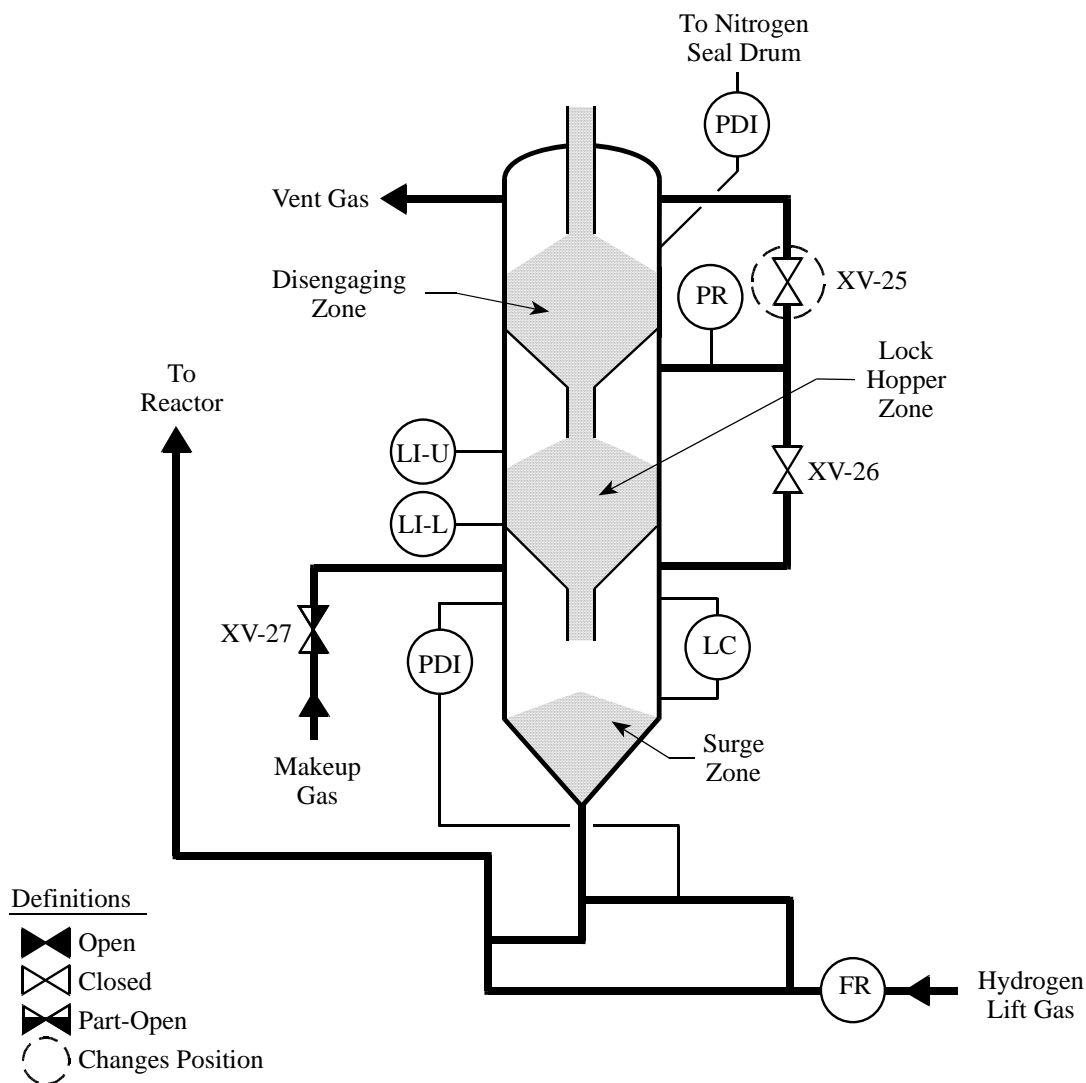 To Nitrogen
Seal Drum
PDI
Vent Gas
Disengaging
Zone
PR
XV-25
To
Reactor
Lock
Hopper
Zone
LI-U
XV-26
LI-L
XV-27
PDI
LC
Makeup
Gas
Surge
Zone
Definitions
Open
Closed
Part-Open
Changes Position
FR
Hydrogen
Lift Gas